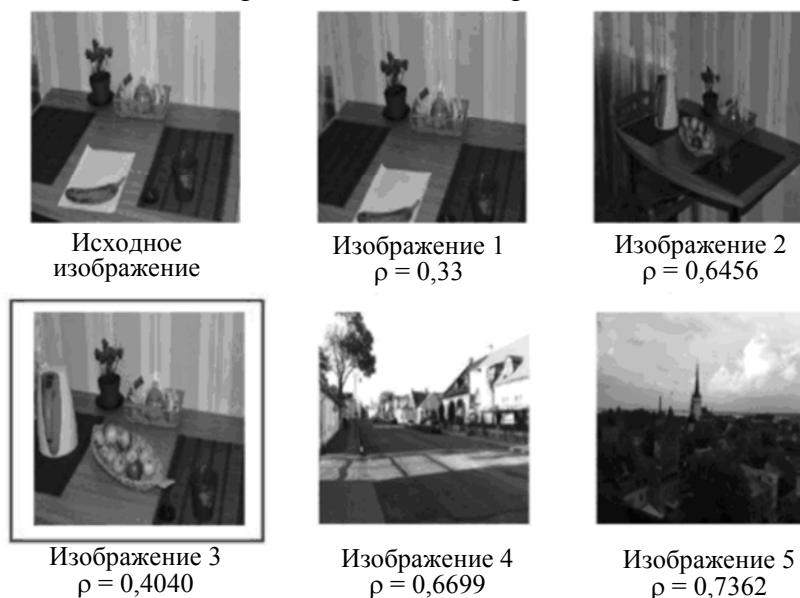 Исходное
изображение
Изображение 1
ρ = 0,33
Изображение 2
ρ = 0,6456
Изображение 3
ρ = 0,4040
Изображение 4
ρ = 0,6699
Изображение 5
ρ = 0,7362